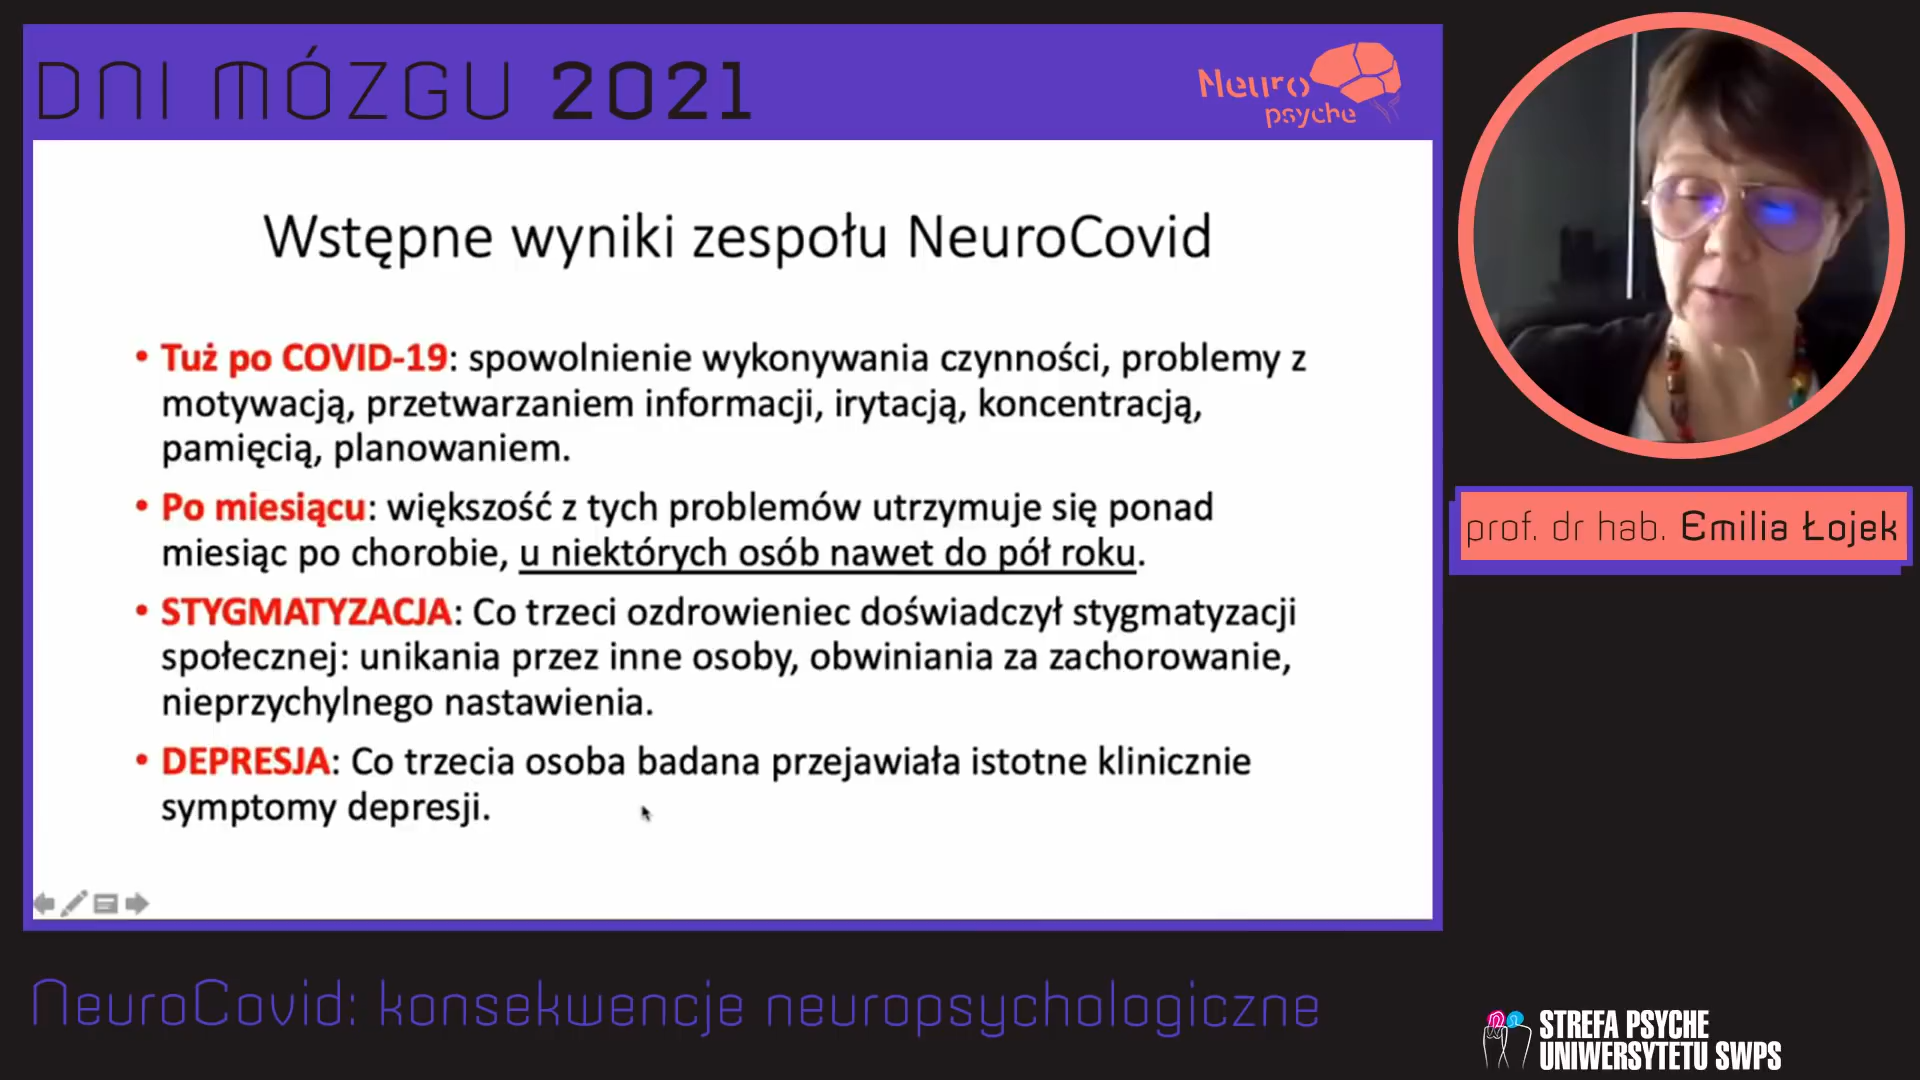 DNI MÓZGU 2021
Neuro
psyche
Wstępne wyniki zespołu NeuroCovid
• Tuż po COVID-19: spowolnienie wykonywania czynności, problemy z
motywacją, przetwarzaniem informacji, irytacją, koncentracją,
pamięcią, planowaniem.
• Po miesiącu: większość z tych problemów utrzymuje się ponad
miesiąc po chorobie, u niektórych osób nawet do pół roku.
• STYGMATYZACJA: Co trzeci ozdrowieniec doświadczył stygmatyzacji
społecznej: unikania przez inne osoby, obwiniania za zachorowanie,
nieprzychylnego nastawienia.
• DEPRESJA: Co trzecia osoba badana przejawiała istotne klinicznie
symptomy depresji.
prof. dr hab. Emilia Łojek
NeuroCovid: konsekwencje neuropsychologiczne
STREFA PSYCHE
UNIWERSYTETU SWPS